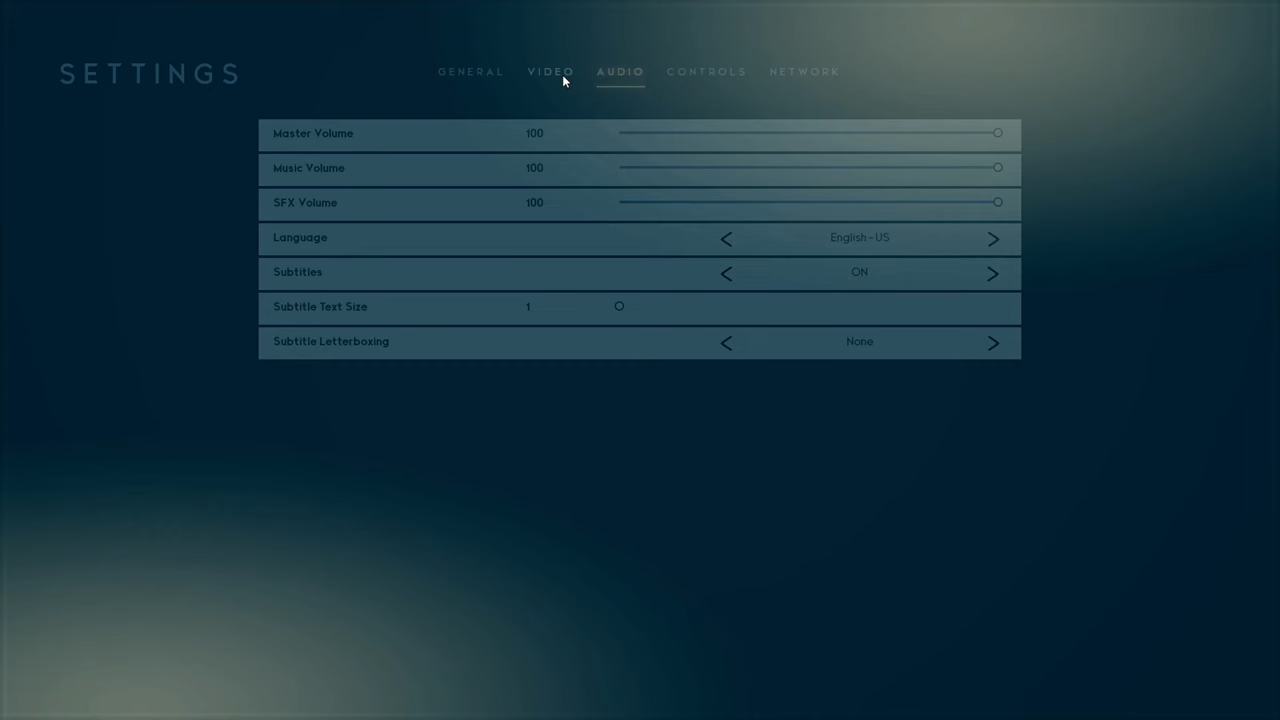 SETTINGS
GENERAL VIDEO AUDIO CONTROLS NETWORK
Master Volume 100
Music Volume 100
SFX Volume 100
Language < English - US >
Subtitles < ON >
Subtitle Text Size 1
Subtitle Letterboxing < None >